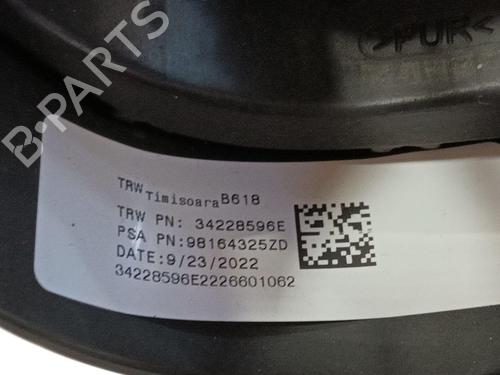 >PUR<
B-PARTS
TRW Timisoara B618
TRW PN: 34228596E
PSA PN:98164325ZD
DATE:9/23/2022
34228596E2226601062